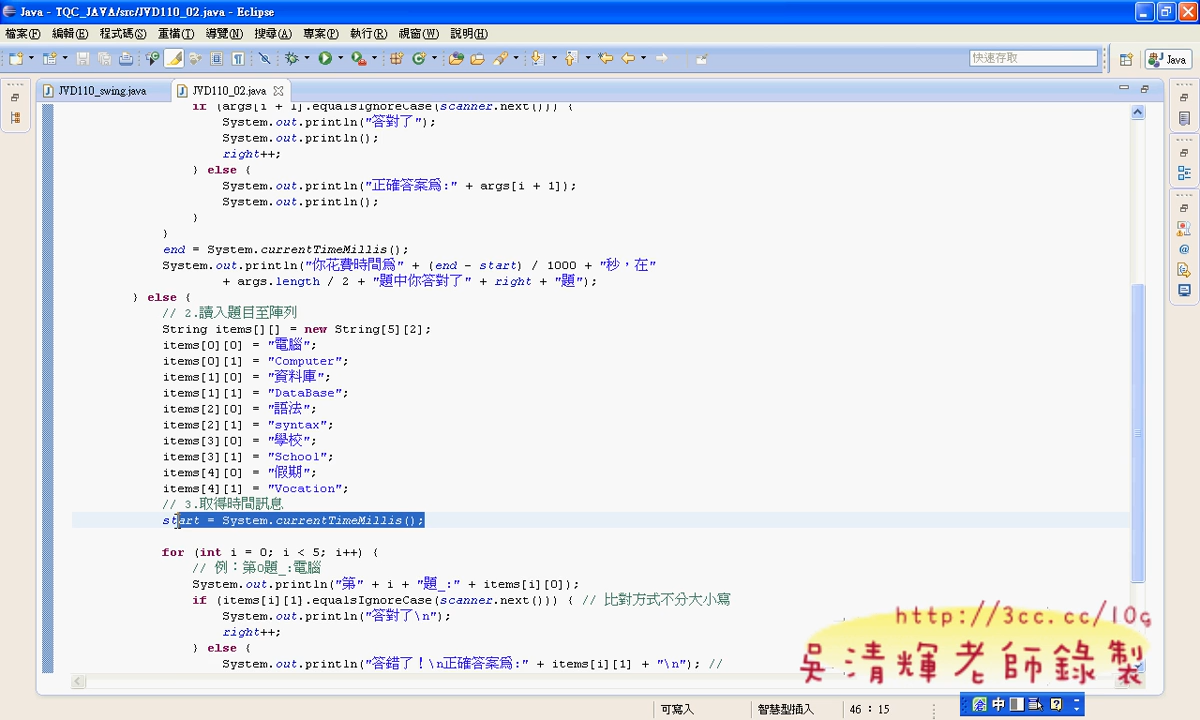 Java - TQC_JAVA/src/JVD110_02.java - Eclipse
檔案(F) 編輯(E) 程式碼(S) 重構(T) 導覽(N) 搜尋(A) 專案(P) 執行(R) 視窗(W) 說明(H)
快速存取 Java
JVD110_swing.java JVD110_02.java
if (args[i + 1].equalsIgnoreCase(scanner.next())) {
System.out.println("答對了");
System.out.println();
right++;
} else {
System.out.println("正確答案為:" + args[i + 1]);
System.out.println();
}
}
end = System.currentTimeMillis();
System.out.println("你花費時間為" + (end - start) / 1000 + "秒，在"
+ args.length / 2 + "題中你答對了" + right + "題");
} else {
// 2.讀入題目至陣列
String items[][] = new String[5][2];
items[0][0] = "電腦";
items[0][1] = "Computer";
items[1][0] = "資料庫";
items[1][1] = "DataBase";
items[2][0] = "語法";
items[2][1] = "syntax";
items[3][0] = "學校";
items[3][1] = "School";
items[4][0] = "假期";
items[4][1] = "Vocation";
// 3.取得時間訊息
start = System.currentTimeMillis();
for (int i = 0; i < 5; i++) {
// 例：第0題_:電腦
System.out.println("第" + i + "題_:" + items[i][0]);
if (items[i][1].equalsIgnoreCase(scanner.next())) { // 比對方式不分大小寫
System.out.println("答對了\n");
right++;
} else {
System.out.println("答錯了！\n正確答案為:" + items[i][1] + "\n"); //
http://3cc.cc/10g
吳清輝老師錄製
可寫入 智慧型插入 46 : 15
中